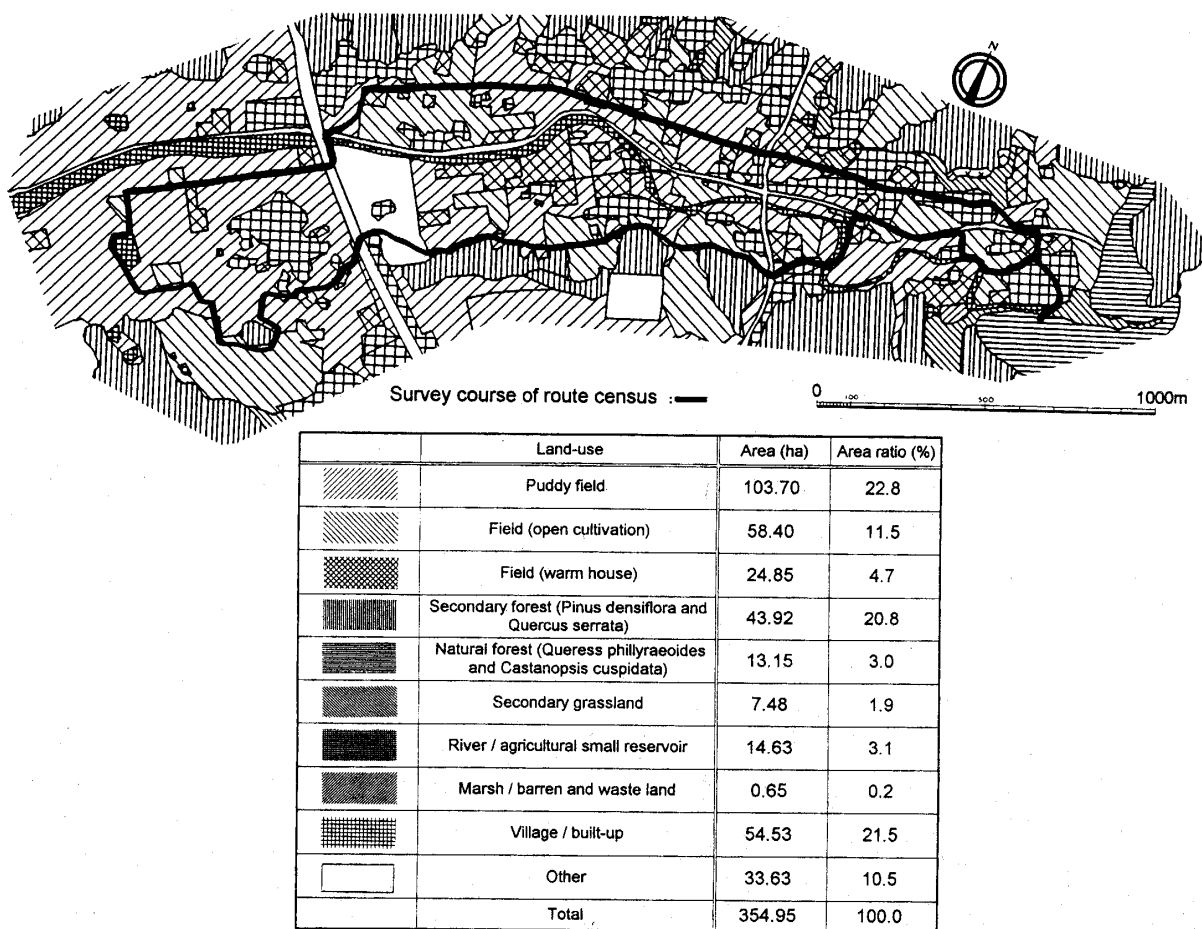 N
Survey course of route census :
0 100 500 1000m
Land-use Area (ha) Area ratio (%)
Puddy field 103.70 22.8
Field (open cultivation) 58.40 11.5
Field (warm house) 24.85 4.7
Secondary forest (Pinus densiflora and
Quercus serrata) 43.92 20.8
Natural forest (Queress phillyraeoides
and Castanopsis cuspidata) 13.15 3.0
Secondary grassland 7.48 1.9
River / agricultural small reservoir 14.63 3.1
Marsh / barren and waste land 0.65 0.2
Village / built-up 54.53 21.5
Other 33.63 10.5
Total 354.95 100.0